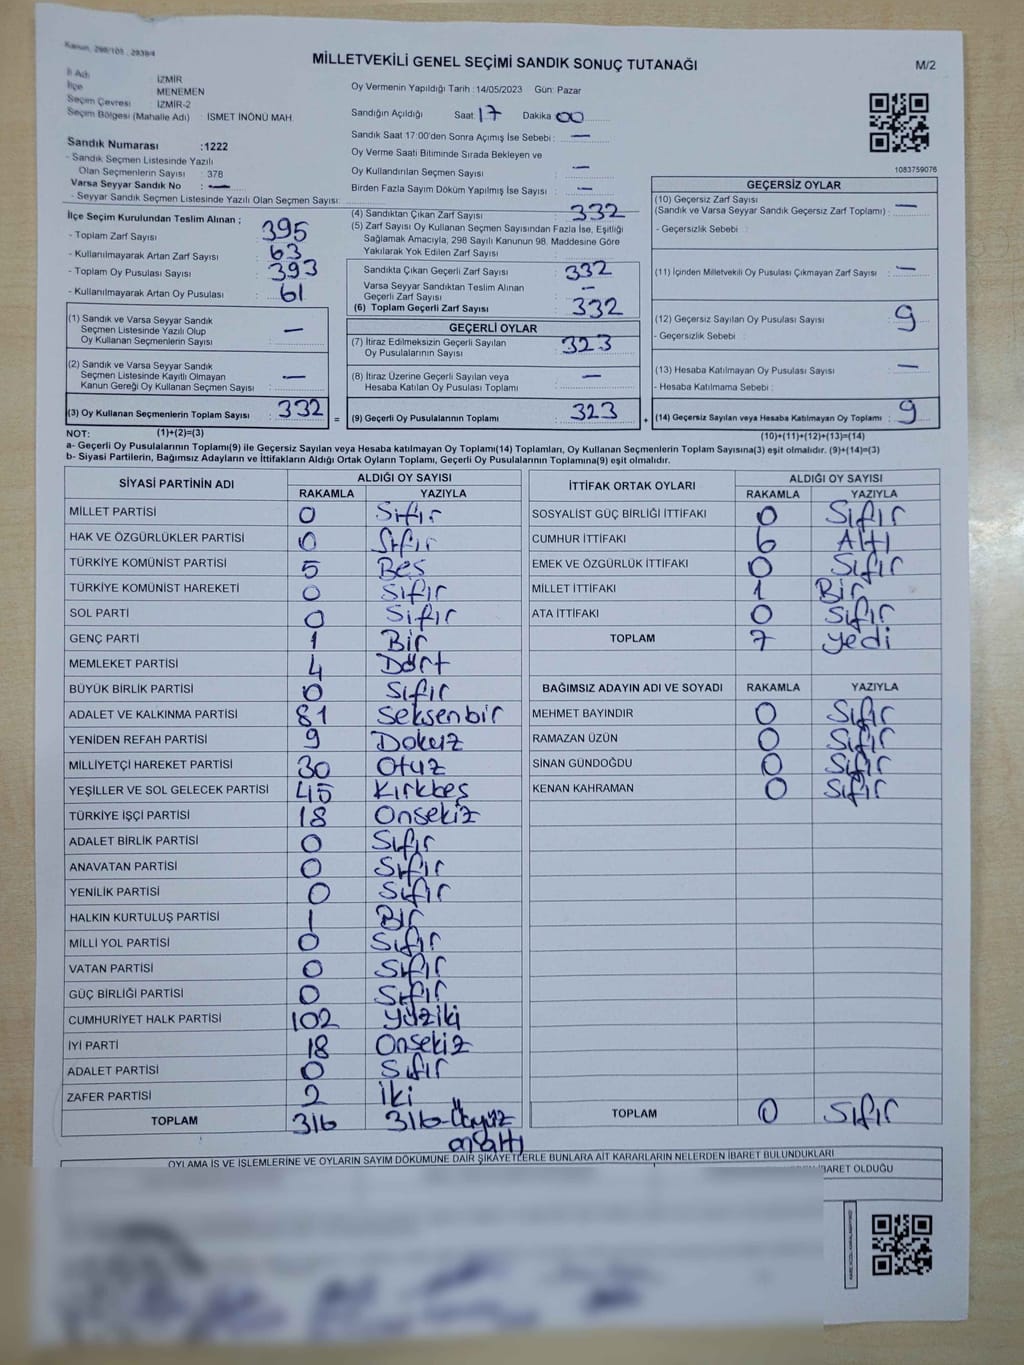 Kanun, 298/105 , 2839/4
MİLLETVEKİLİ GENEL SEÇİMİ SANDIK SONUÇ TUTANAĞI
M/2
İl Adı İZMİR
İlçe MENEMEN
Seçim Çevresi : İZMİR-2
Seçim Bölgesi (Mahalle Adı) : İSMET İNÖNÜ MAH.
Oy Vermenin Yapıldığı Tarih : 14/05/2023 Gün: Pazar
Sandığın Açıldığı Saat: 17 Dakika 00
Sandık Saat 17:00'den Sonra Açımış İse Sebebi : —
Oy Verme Saati Bitiminde Sırada Bekleyen ve
Oy Kullandırılan Seçmen Sayısı : —
Birden Fazla Sayım Döküm Yapılmış İse Sayısı : —
1083759076
Sandık Numarası :1222
- Sandık Seçmen Listesinde Yazılı
Olan Seçmenlerin Sayısı : 378
Varsa Seyyar Sandık No : —
- Seyyar Sandık Seçmen Listesinde Yazılı Olan Seçmen Sayısı:
İlçe Seçim Kurulundan Teslim Alınan ;
- Toplam Zarf Sayısı : 395
- Kullanılmayarak Artan Zarf Sayısı : 63
- Toplam Oy Pusulası Sayısı : 393
- Kullanılmayarak Artan Oy Pusulası : 61
(1) Sandık ve Varsa Seyyar Sandık
Seçmen Listesinde Yazılı Olup
Oy Kullanan Seçmenlerin Sayısı : —
(2) Sandık ve Varsa Seyyar Sandık
Seçmen Listesinde Kayıtlı Olmayan
Kanun Gereği Oy Kullanan Seçmen Sayısı : —
(3) Oy Kullanan Seçmenlerin Toplam Sayısı : 332 =
(4) Sandıktan Çıkan Zarf Sayısı : 332
(5) Zarf Sayısı Oy Kullanan Seçmen Sayısından Fazla İse, Eşitliği
Sağlamak Amacıyla, 298 Sayılı Kanunun 98. Maddesine Göre
Yakılarak Yok Edilen Zarf Sayısı :
Sandıkta Çıkan Geçerli Zarf Sayısı : 332
Varsa Seyyar Sandıktan Teslim Alınan
Geçerli Zarf Sayısı : —
(6) Toplam Geçerli Zarf Sayısı : 332
GEÇERLİ OYLAR
(7) İtiraz Edilmeksizin Geçerli Sayılan
Oy Pusulalarının Sayısı : 323
(8) İtiraz Üzerine Geçerli Sayılan veya
Hesaba Katılan Oy Pusulası Toplamı : —
(9) Geçerli Oy Pusulalarının Toplamı : 323 +
GEÇERSİZ OYLAR
(10) Geçersiz Zarf Sayısı
(Sandık ve Varsa Seyyar Sandık Geçersiz Zarf Toplamı) : —
- Geçersizlik Sebebi :
(11) İçinden Milletvekili Oy Pusulası Çıkmayan Zarf Sayısı : —
(12) Geçersiz Sayılan Oy Pusulası Sayısı : 9
- Geçersizlik Sebebi :
(13) Hesaba Katılmayan Oy Pusulası Sayısı : —
- Hesaba Katılmama Sebebi :
(14) Geçersiz Sayılan veya Hesaba Katılmayan Oy Toplamı : 9
NOT: (1)+(2)=(3)
(10)+(11)+(12)+(13)=(14)
a- Geçerli Oy Pusulalarının Toplamı(9) ile Geçersiz Sayılan veya Hesaba katılmayan Oy Toplamı(14) Toplamları, Oy Kullanan Seçmenlerin Toplam Sayısına(3) eşit olmalıdır. (9)+(14)=(3)
b- Siyasi Partilerin, Bağımsız Adayların ve İttifakların Aldığı Ortak Oyların Toplamı, Geçerli Oy Pusulalarının Toplamına(9) eşit olmalıdır.
SİYASİ PARTİNİN ADI ALDIĞI OY SAYISI
RAKAMLA YAZIYLA
MİLLET PARTİSİ 0 Sıfır
HAK VE ÖZGÜRLÜKLER PARTİSİ 0 Sıfır
TÜRKİYE KOMÜNİST PARTİSİ 5 Beş
TÜRKİYE KOMÜNİST HAREKETİ 0 Sıfır
SOL PARTİ 0 Sıfır
GENÇ PARTİ 1 Bir
MEMLEKET PARTİSİ 4 Dört
BÜYÜK BİRLİK PARTİSİ 0 Sıfır
ADALET VE KALKINMA PARTİSİ 81 Seksenbir
YENİDEN REFAH PARTİSİ 9 Dokuz
MİLLİYETÇİ HAREKET PARTİSİ 30 Otuz
YEŞİLLER VE SOL GELECEK PARTİSİ 45 Kırkbeş
TÜRKİYE İŞÇİ PARTİSİ 18 Onsekiz
ADALET BİRLİK PARTİSİ 0 Sıfır
ANAVATAN PARTİSİ 0 Sıfır
YENİLİK PARTİSİ 0 Sıfır
HALKIN KURTULUŞ PARTİSİ 1 Bir
MİLLİ YOL PARTİSİ 0 Sıfır
VATAN PARTİSİ 0 Sıfır
GÜÇ BİRLİĞİ PARTİSİ 0 Sıfır
CUMHURİYET HALK PARTİSİ 102 Yüziki
İYİ PARTİ 18 Onsekiz
ADALET PARTİSİ 0 Sıfır
ZAFER PARTİSİ 2 İki
TOPLAM 316 316-Üçyüz
onaltı
İTTİFAK ORTAK OYLARI ALDIĞI OY SAYISI
RAKAMLA YAZIYLA
SOSYALİST GÜÇ BİRLİĞİ İTTİFAKI 0 Sıfır
CUMHUR İTTİFAKI 6 Altı
EMEK VE ÖZGÜRLÜK İTTİFAKI 0 Sıfır
MİLLET İTTİFAKI 1 Bir
ATA İTTİFAKI 0 Sıfır
TOPLAM 7 Yedi
BAĞIMSIZ ADAYIN ADI VE SOYADI RAKAMLA YAZIYLA
MEHMET BAYINDIR 0 Sıfır
RAMAZAN ÜZÜN 0 Sıfır
SİNAN GÜNDOĞDU 0 Sıfır
KENAN KAHRAMAN 0 Sıfır
TOPLAM 0 Sıfır
OYLAMA İŞ VE İŞLEMLERİNE VE OYLARIN SAYIM DÖKÜMÜNE DAİR ŞİKAYETLERLE BUNLARA AİT KARARLARIN NELERDEN İBARET BULUNDUKLARI
İBARET OLDUĞU